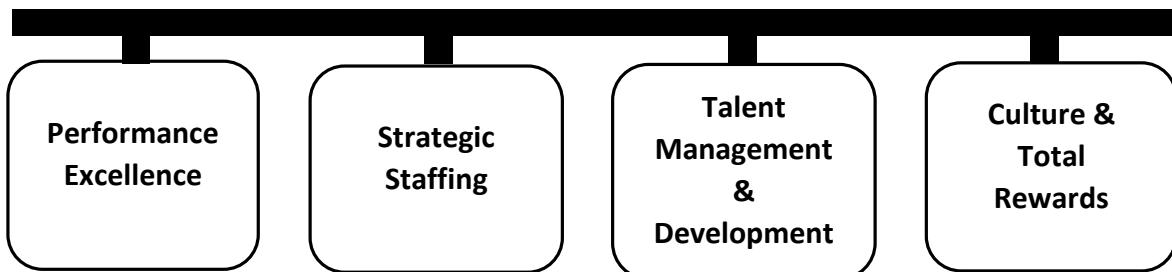 Performance
Excellence
Strategic
Staffing
Talent
Management
&
Development
Culture &
Total
Rewards